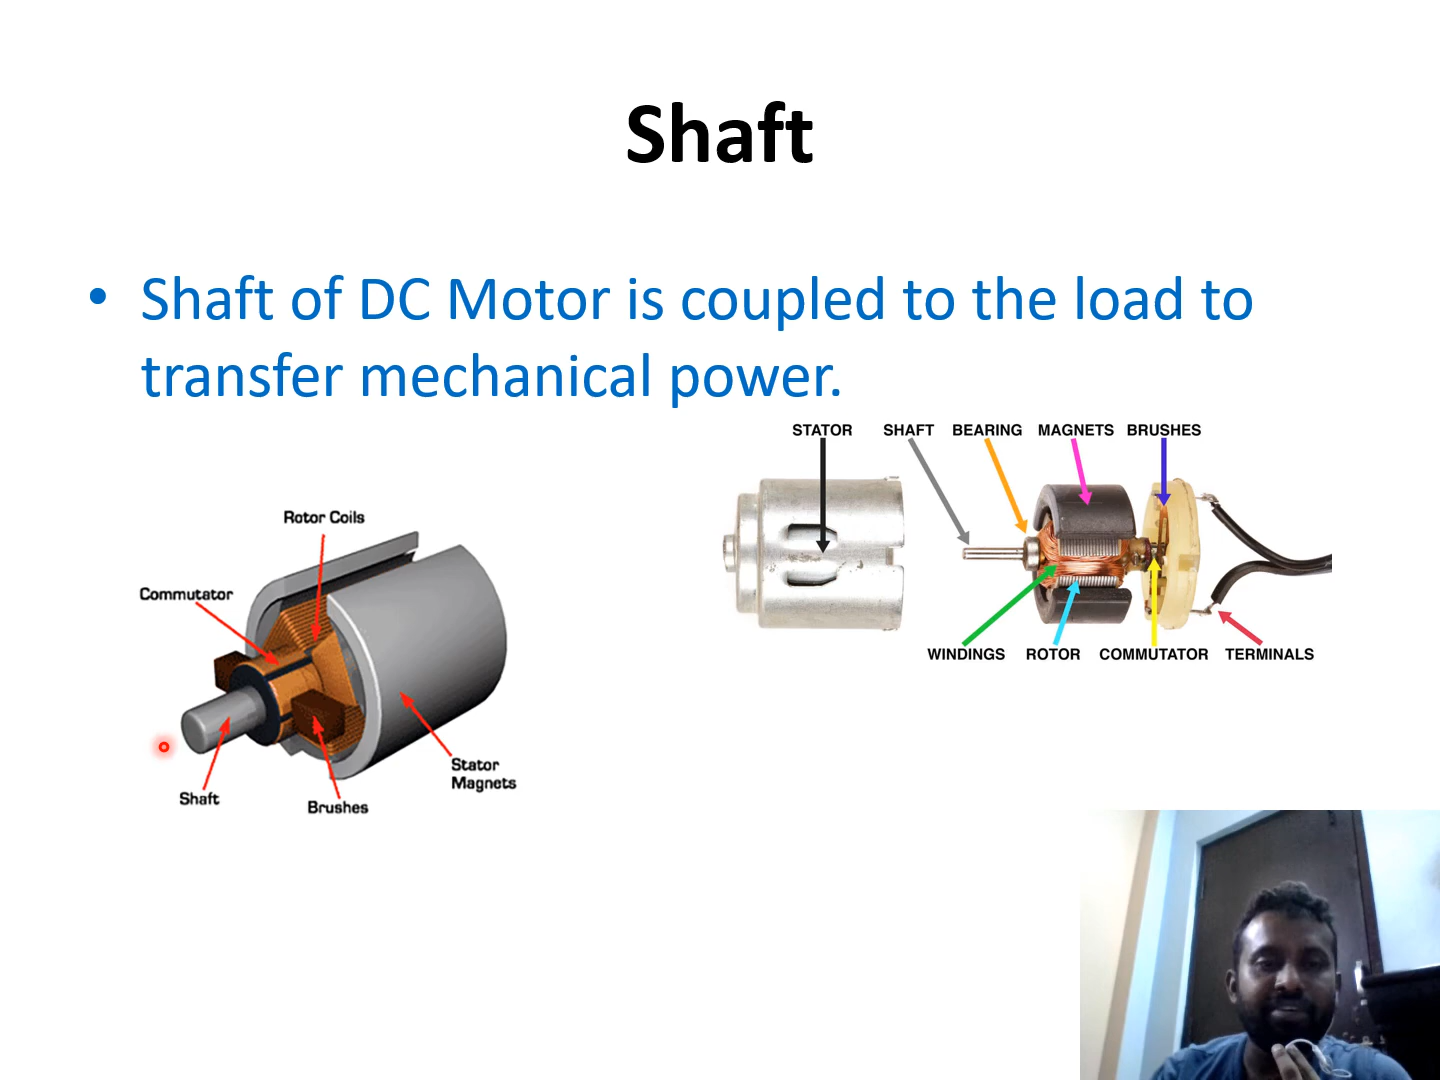 Shaft
• Shaft of DC Motor is coupled to the load to
transfer mechanical power.
STATOR SHAFT BEARING MAGNETS BRUSHES
WINDINGS ROTOR COMMUTATOR TERMINALS
Rotor Coils
Commutator
Stator
Magnets
Shaft
Brushes